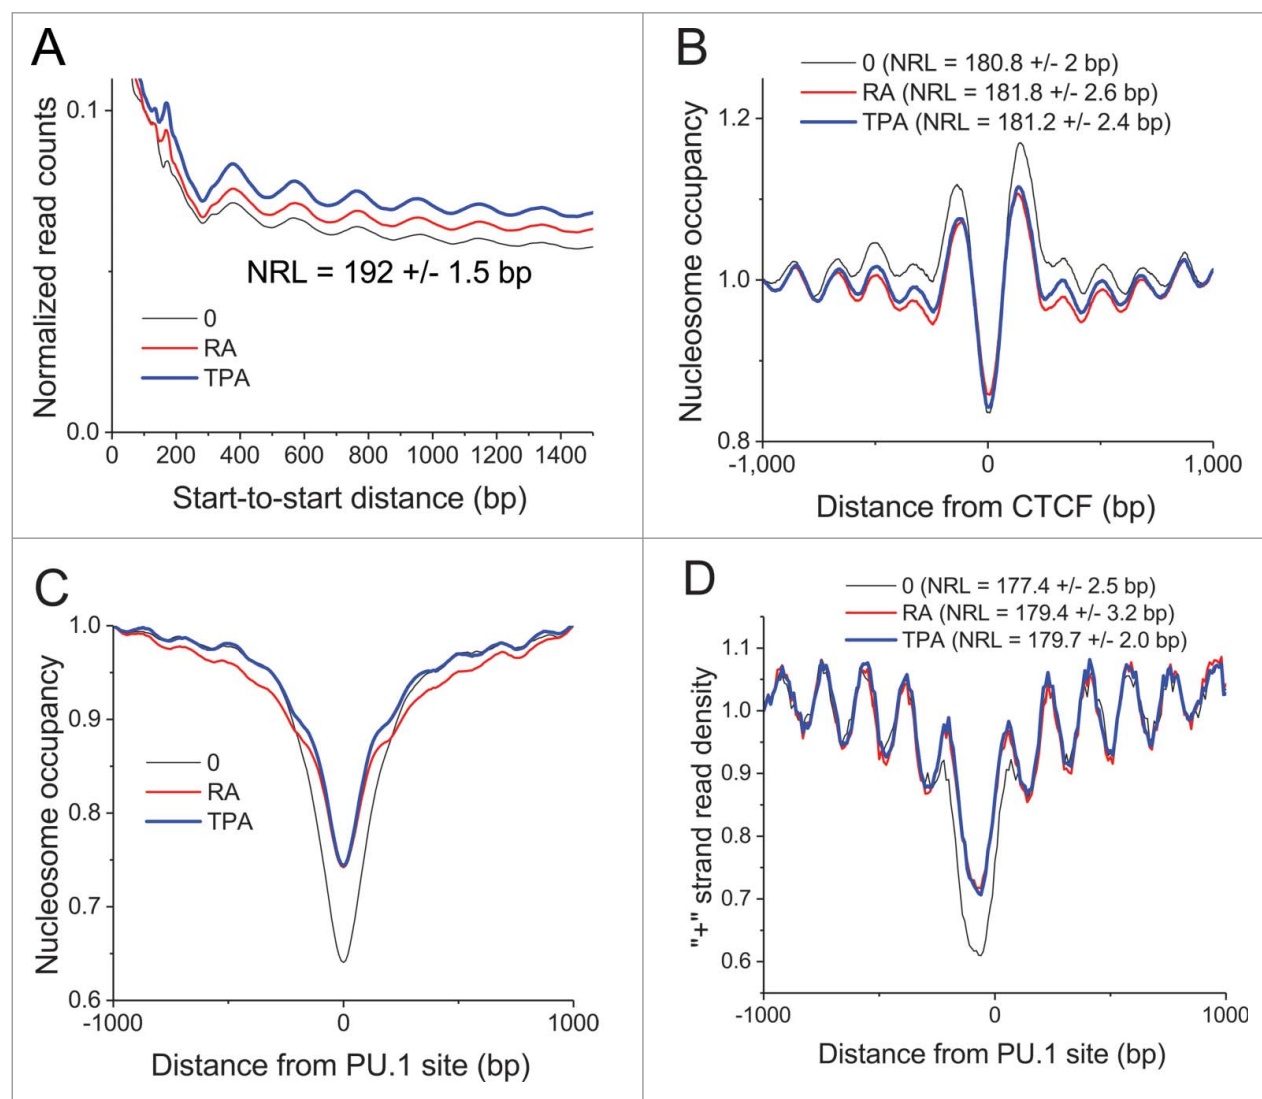 A
Normalized read counts
0.1
0.0
NRL = 192 +/- 1.5 bp
0
RA
TPA
0 200 400 600 800 1000 1200 1400
Start-to-start distance (bp)
B
0 (NRL = 180.8 +/- 2 bp)
RA (NRL = 181.8 +/- 2.6 bp)
TPA (NRL = 181.2 +/- 2.4 bp)
Nucleosome occupancy
1.2
1.0
0.8
-1,000 0 1,000
Distance from CTCF (bp)
C
Nucleosome occupancy
1.0
0.9
0.8
0.7
0.6
0
RA
TPA
-1000 0 1000
Distance from PU.1 site (bp)
D
0 (NRL = 177.4 +/- 2.5 bp)
RA (NRL = 179.4 +/- 3.2 bp)
TPA (NRL = 179.7 +/- 2.0 bp)
"+" strand read density
1.1
1.0
0.9
0.8
0.7
0.6
-1000 0 1000
Distance from PU.1 site (bp)